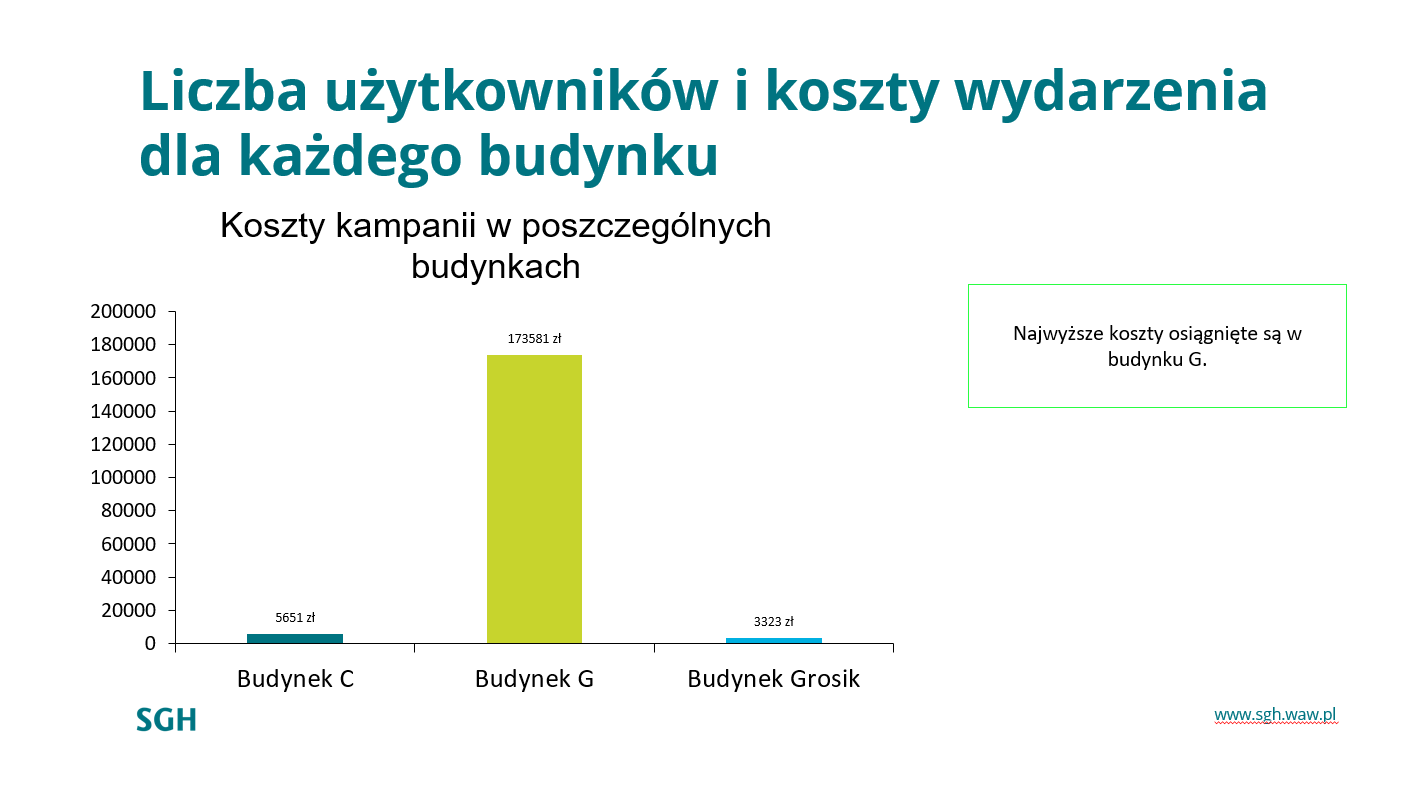 Liczba użytkowników i koszty wydarzenia
dla każdego budynku
Koszty kampanii w poszczególnych
budynkach
200000
180000
160000
140000
120000
100000
80000
60000
40000
20000
0
5651 zł
173581 zł
3323 zł
Budynek C
Budynek G
Budynek Grosik
Najwyższe koszty osiągnięte są w
budynku G.
SGH
www.sgh.waw.pl